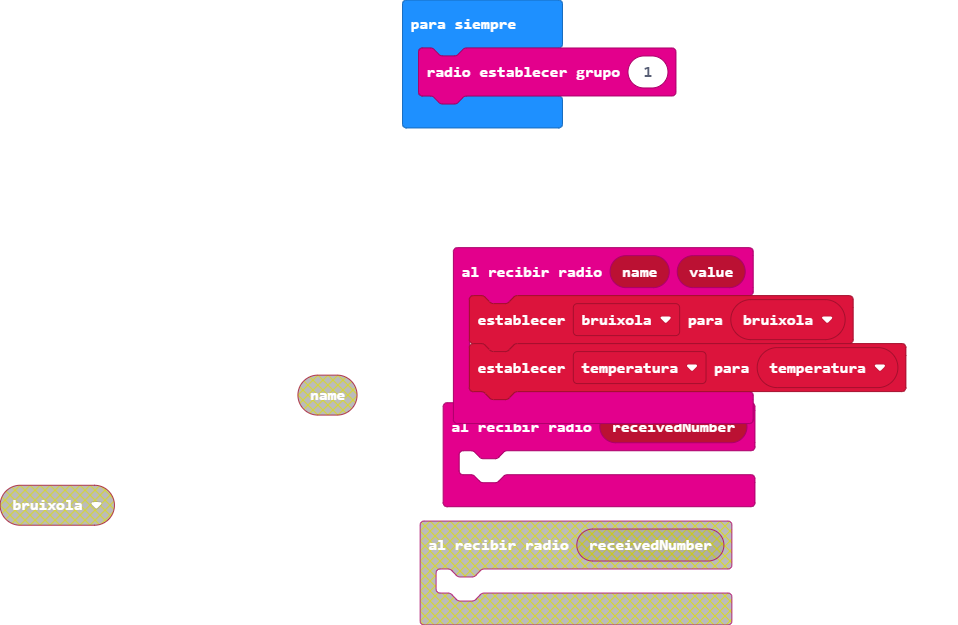 para siempre
radio establecer grupo 1
al recibir radio name value
establecer bruixola para bruixola
establecer temperatura para temperatura
name
al recibir radio receivedNumber
bruixola
al recibir radio receivedNumber